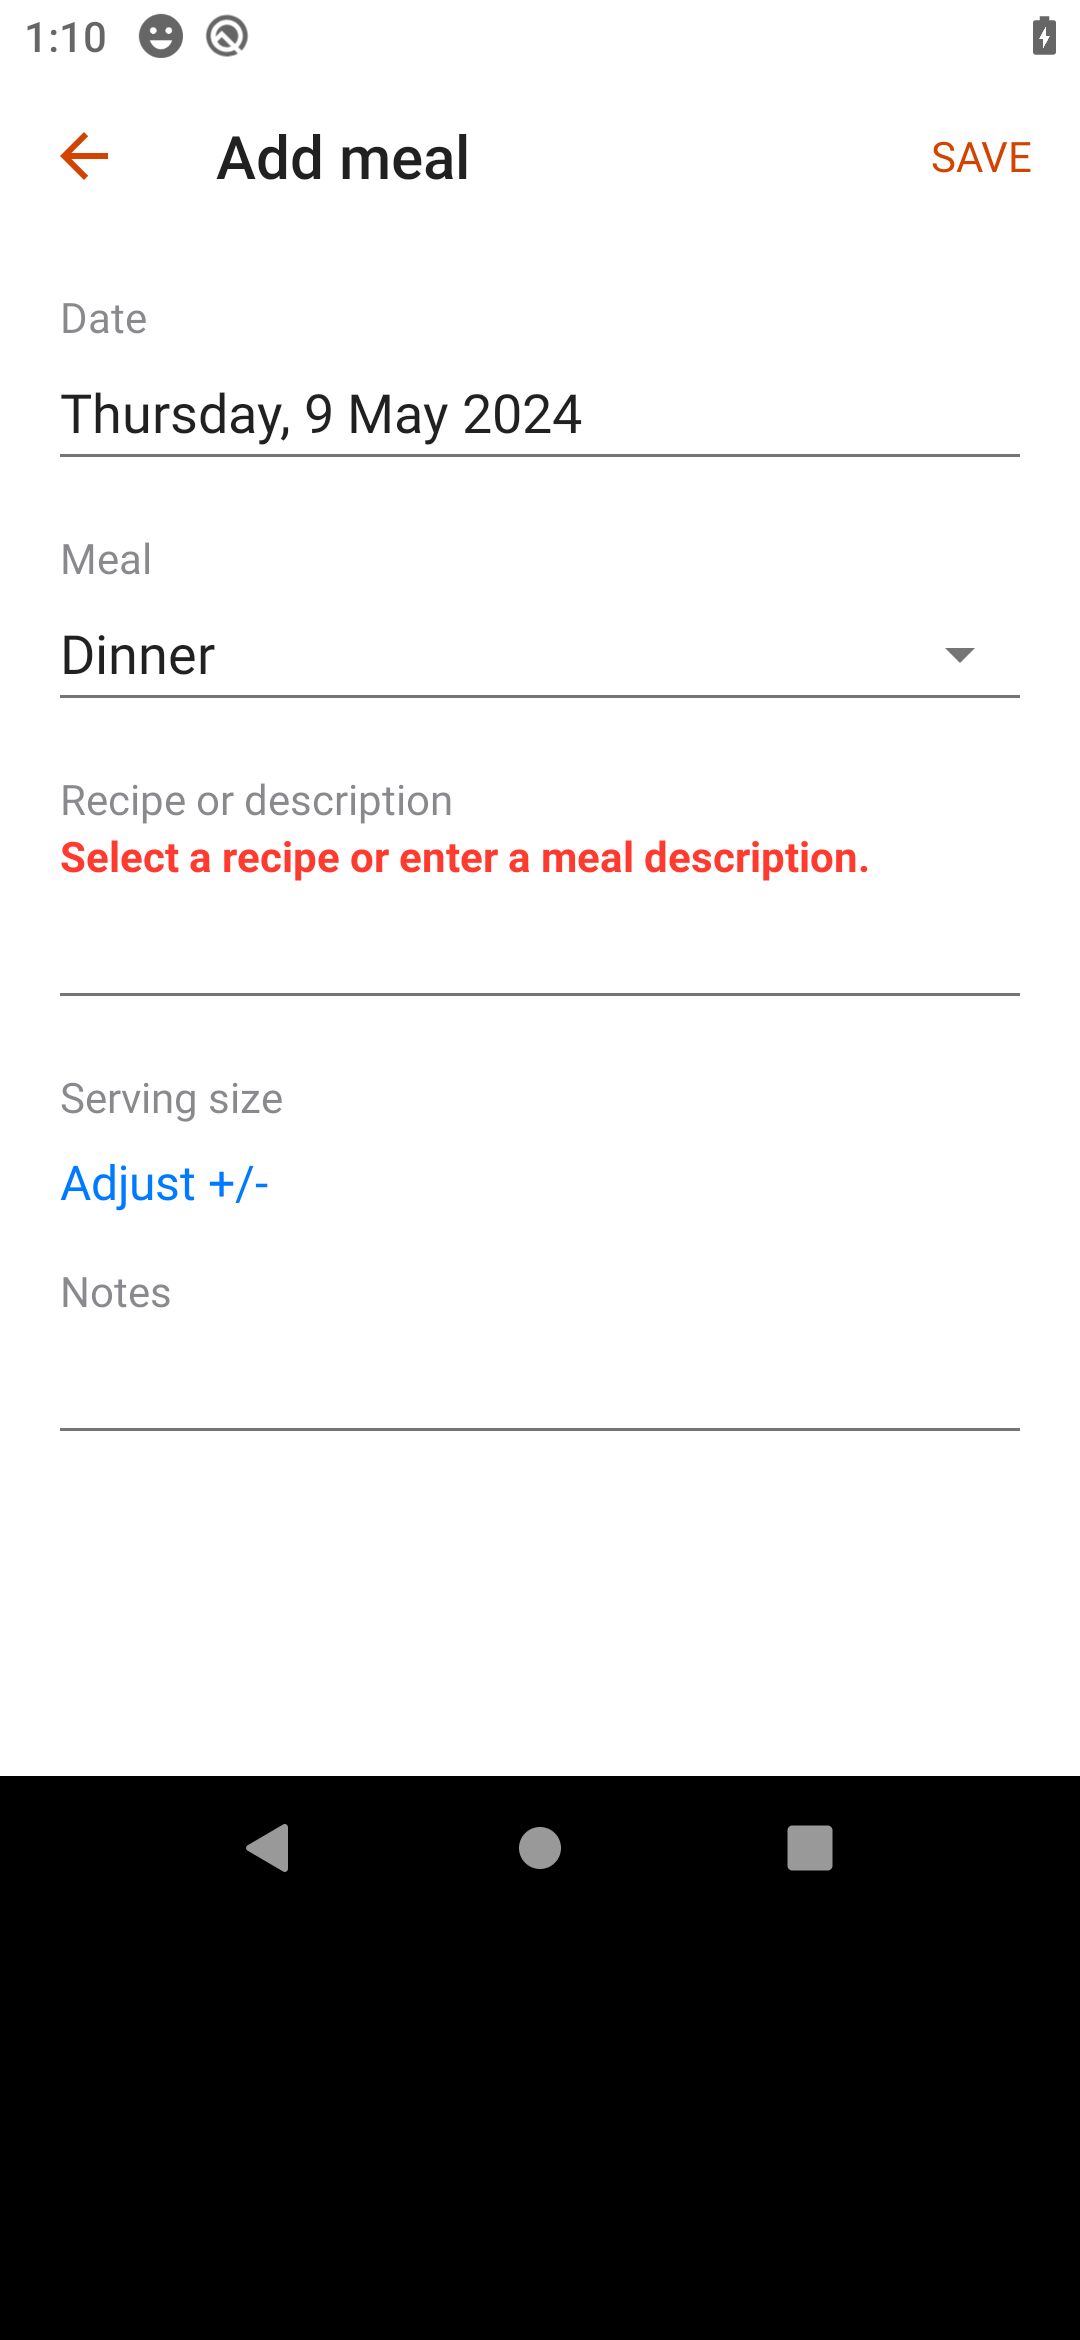 1:10
Add meal
SAVE
Date
Thursday, 9 May 2024
Meal
Dinner
Recipe or description
Select a recipe or enter a meal description.
Serving size
Adjust +/-
Notes